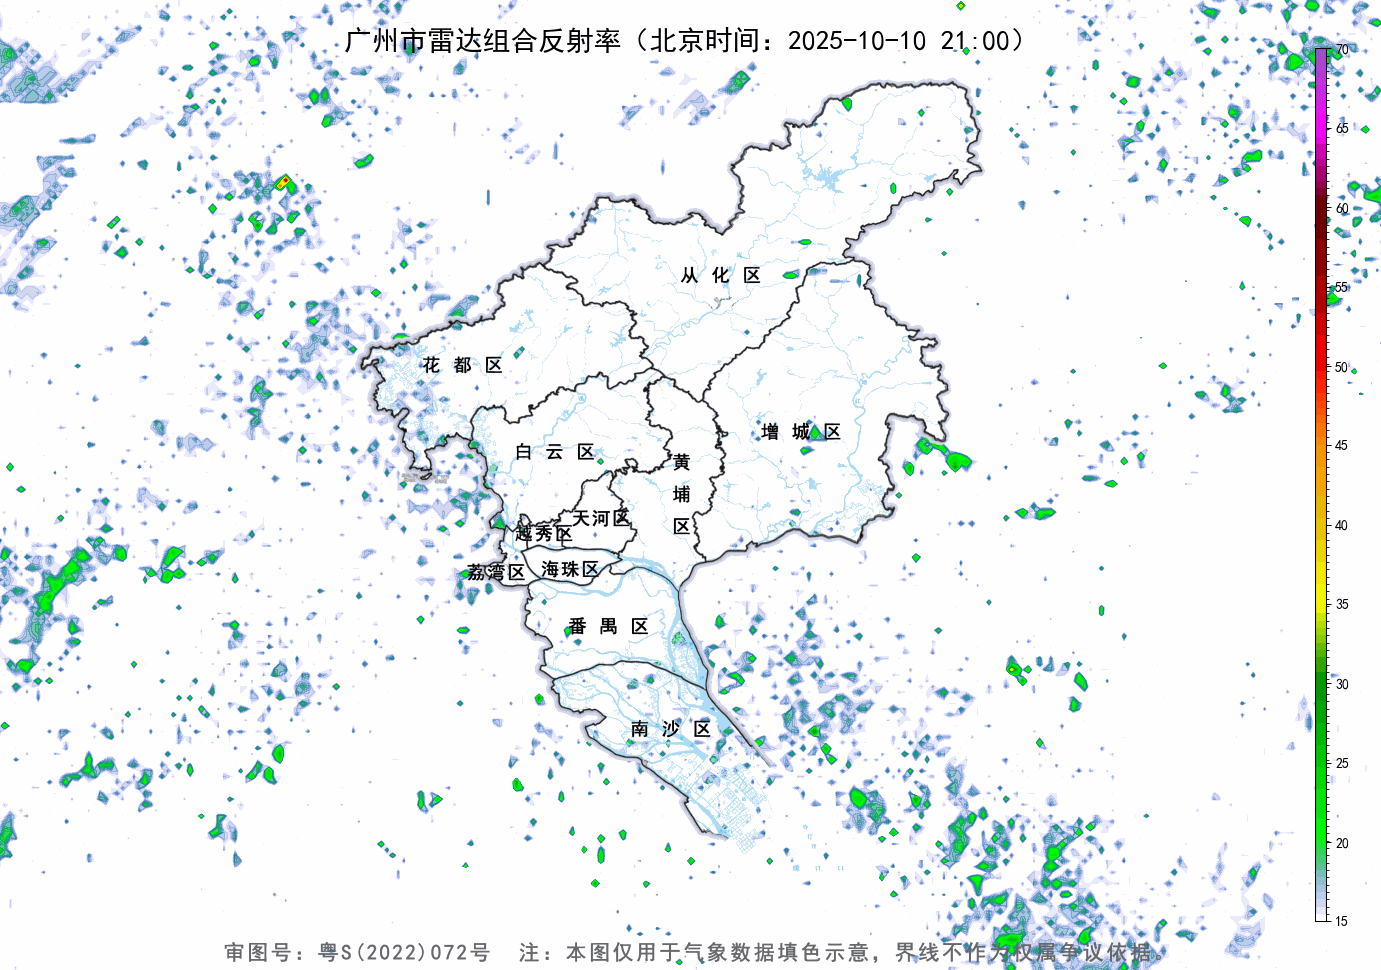 广州市雷达组合反射率（北京时间：2025-10-10 21:00）
70
65
60
55
50
45
40
35
30
25
20
15
从 化 区
花 都 区
增 城 区
白 云 区
黄
埔
区
天河区
越秀区
海珠区
荔湾区
番 禺 区
南 沙 区
审图号：粤S(2022)072号 注：本图仅用于气象数据填色示意，界线不作为权属争议依据。